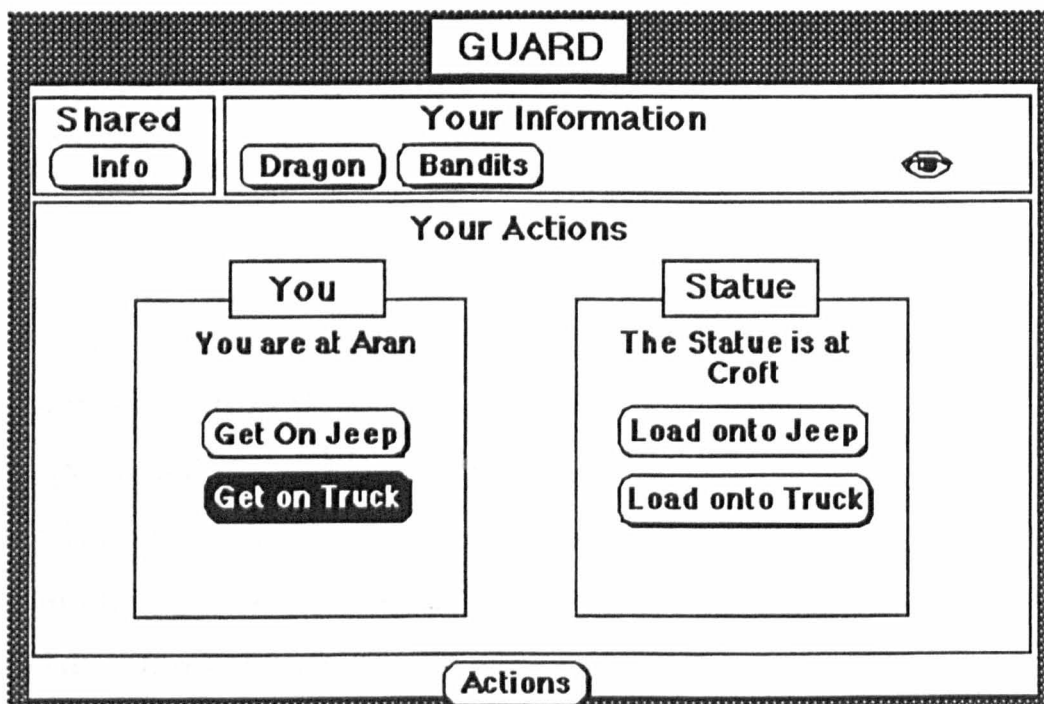 GUARD
Shared
Info
Your Information
Dragon
Bandits
Your Actions
You
You are at Aran
Get On Jeep
Get on Truck
Statue
The Statue is at
Croft
Load onto Jeep
Load onto Truck
Actions